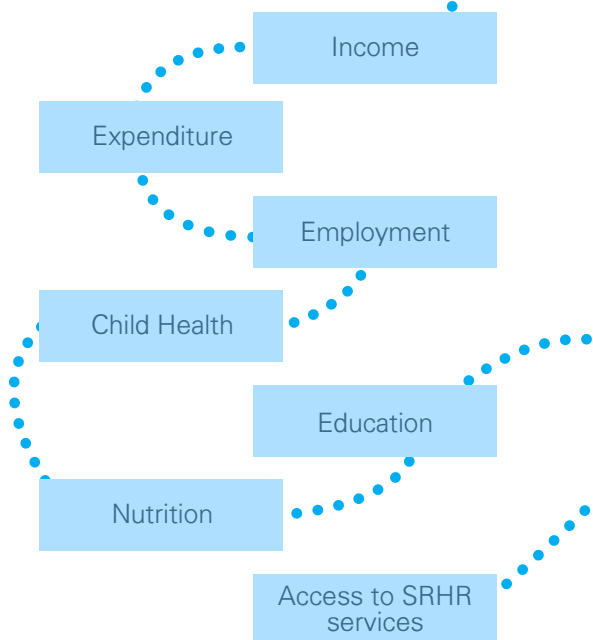 Income
Expenditure
Employment
Child Health
Education
Nutrition
Access to SRHR
services